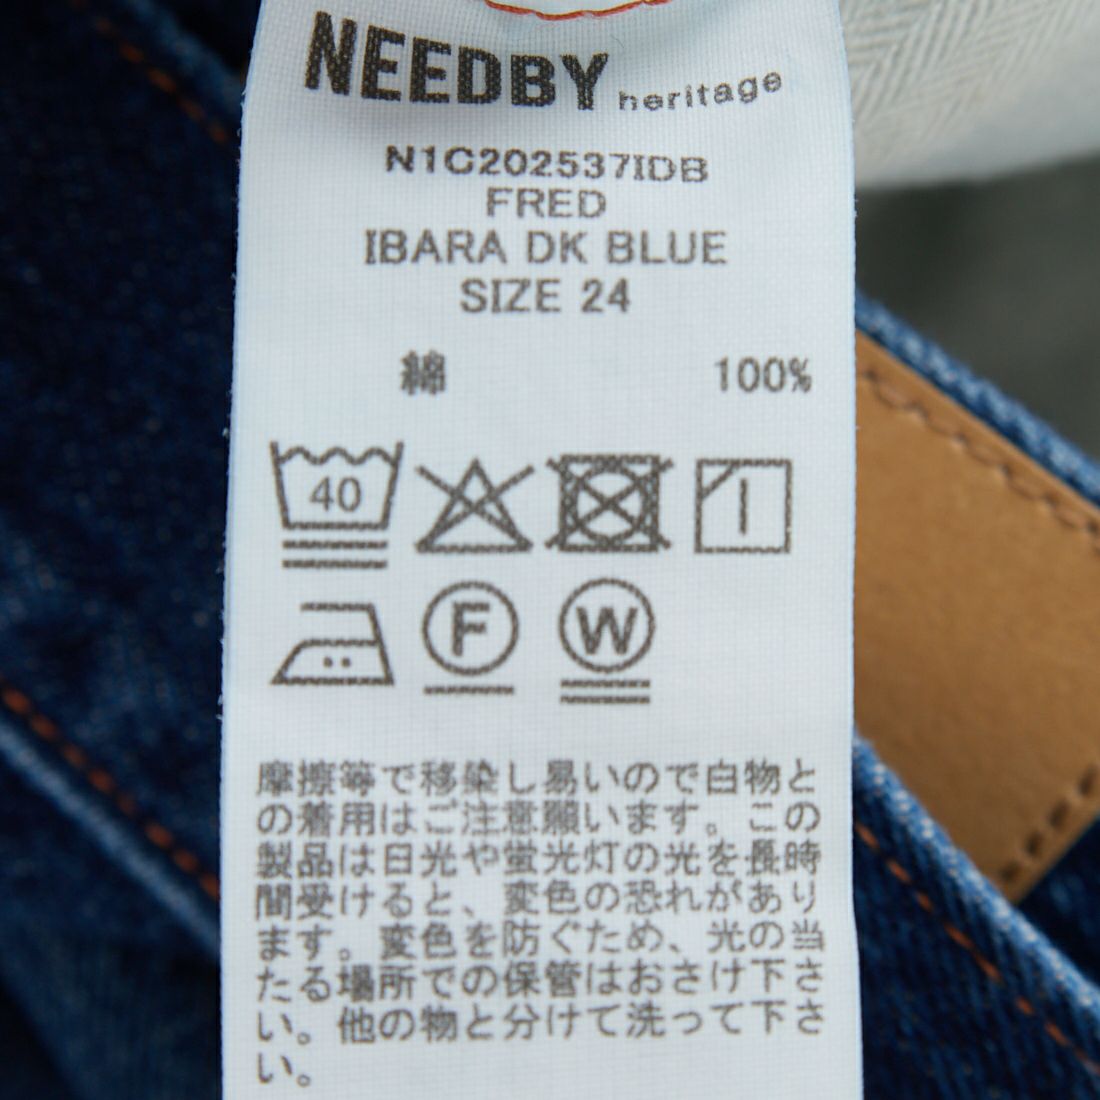 NEEDBY heritage
N1C202537IDB
FRED
IBARA DK BLUE
SIZE 24
綿 100%
40
F W
摩擦等で移染し易いので白物と
の着用はご注意願います。この
製品は日光や蛍光灯の光を長時
間受けると、変色の恐れがあり
ます。変色を防ぐため、光の当
たる場所での保管はおさけ下さ
い。他の物と分けて洗って下さ
い。